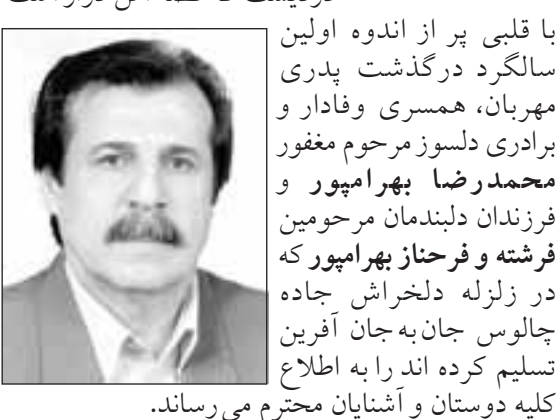 با قلبی پر از اندوه اولین
سالگرد درگذشت پدری
مهربان، همسری وفادار و
برادری دلسوز مرحوم مغفور
محمدرضا بهرامپور و
فرزندان دلبندمان مرحومین
فرشته و فرحناز بهرامپور که
در زلزله دلخراش جاده
چالوس جان به جان آفرین
تسلیم کرده اند را به اطلاع
کلیه دوستان و آشنایان محترم می‌رساند.